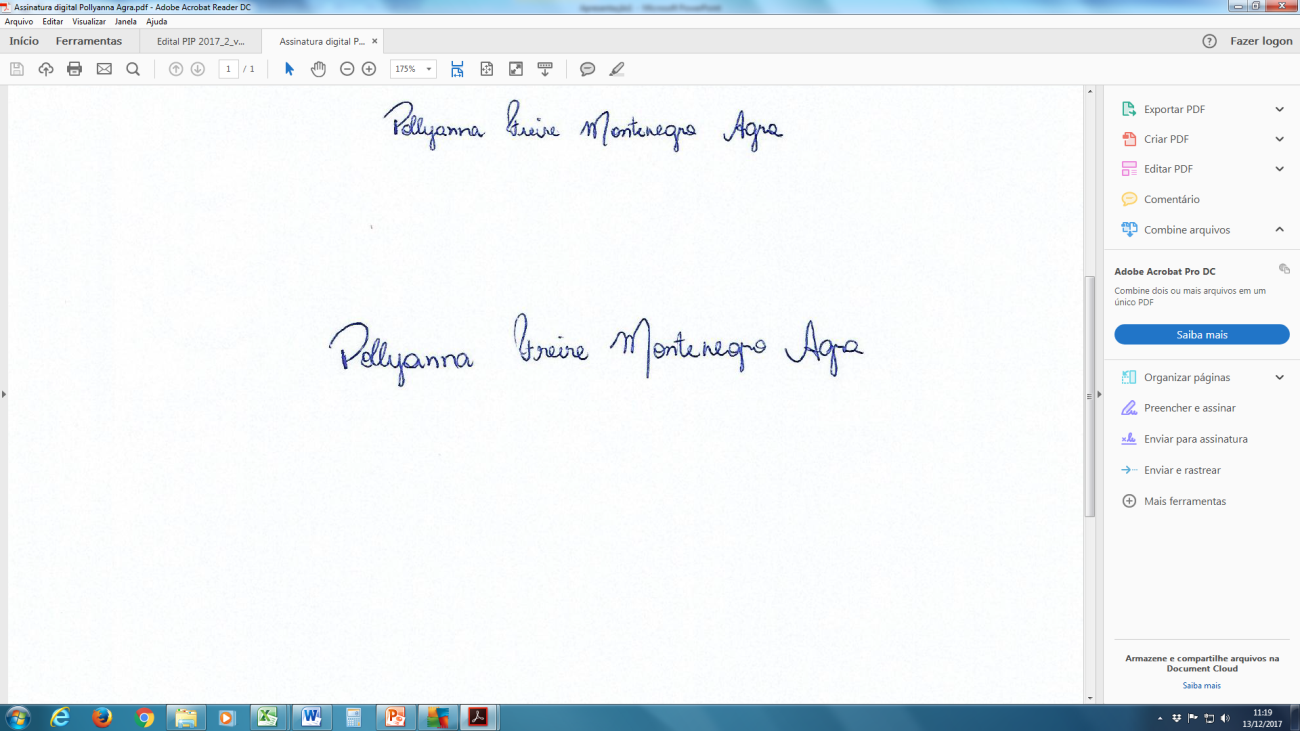 Assinatura digital Pollyanna Agra.pdf - Adobe Acrobat Reader DC
Arquivo Editar Visualizar Janela Ajuda
Início Ferramentas Edital PIP 2017_2_v... Assinatura digital P... × Fazer logon
1 / 1 175%
Pollyanna Freire Montenegro Agra
Pollyanna Freire Montenegro Agra
Exportar PDF
Criar PDF
Editar PDF
Comentário
Combine arquivos
Adobe Acrobat Pro DC
Combine dois ou mais arquivos em um
único PDF
Saiba mais
Organizar páginas
Preencher e assinar
Enviar para assinatura
Enviar e rastrear
Mais ferramentas
Armazene e compartilhe arquivos na
Document Cloud
Saiba mais
11:19
13/12/2017